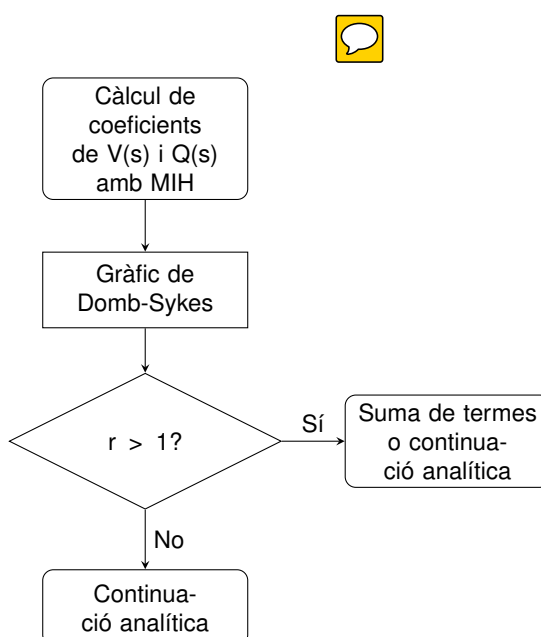 Càlcul de
coeficients
de V(s) i Q(s)
amb MIH
Gràfic de
Domb-Sykes
r > 1?
Sí
Suma de termes
o continua-
ció analítica
No
Continua-
ció analítica